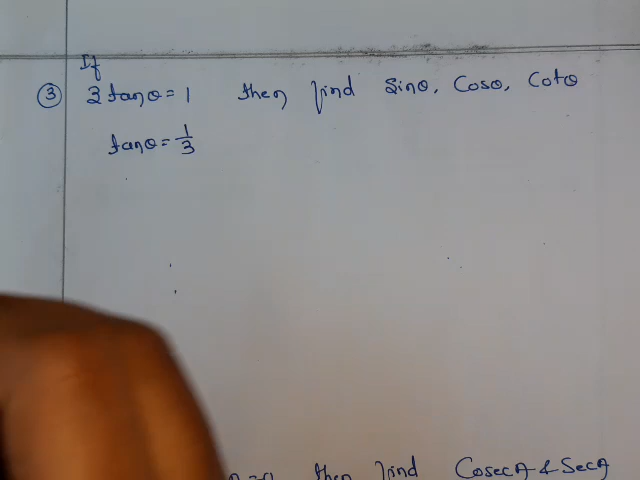 If
③ 3 tanθ = 1 then find Sinθ, Cosθ, Cotθ
tanθ = 1/3
then find CosecA & SecA